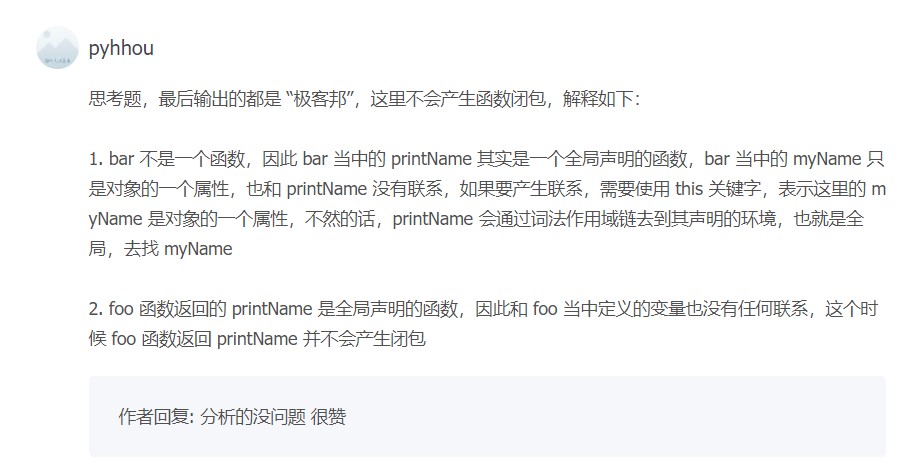 pyhhou
思考题，最后输出的都是 “极客邦”，这里不会产生函数闭包，解释如下：
1. bar 不是一个函数，因此 bar 当中的 printName 其实是一个全局声明的函数，bar 当中的 myName 只
是对象的一个属性，也和 printName 没有联系，如果要产生联系，需要使用 this 关键字，表示这里的 m
yName 是对象的一个属性，不然的话，printName 会通过词法作用域链去到其声明的环境，也就是全
局，去找 myName
2. foo 函数返回的 printName 是全局声明的函数，因此和 foo 当中定义的变量也没有任何联系，这个时
候 foo 函数返回 printName 并不会产生闭包
作者回复: 分析的没问题 很赞